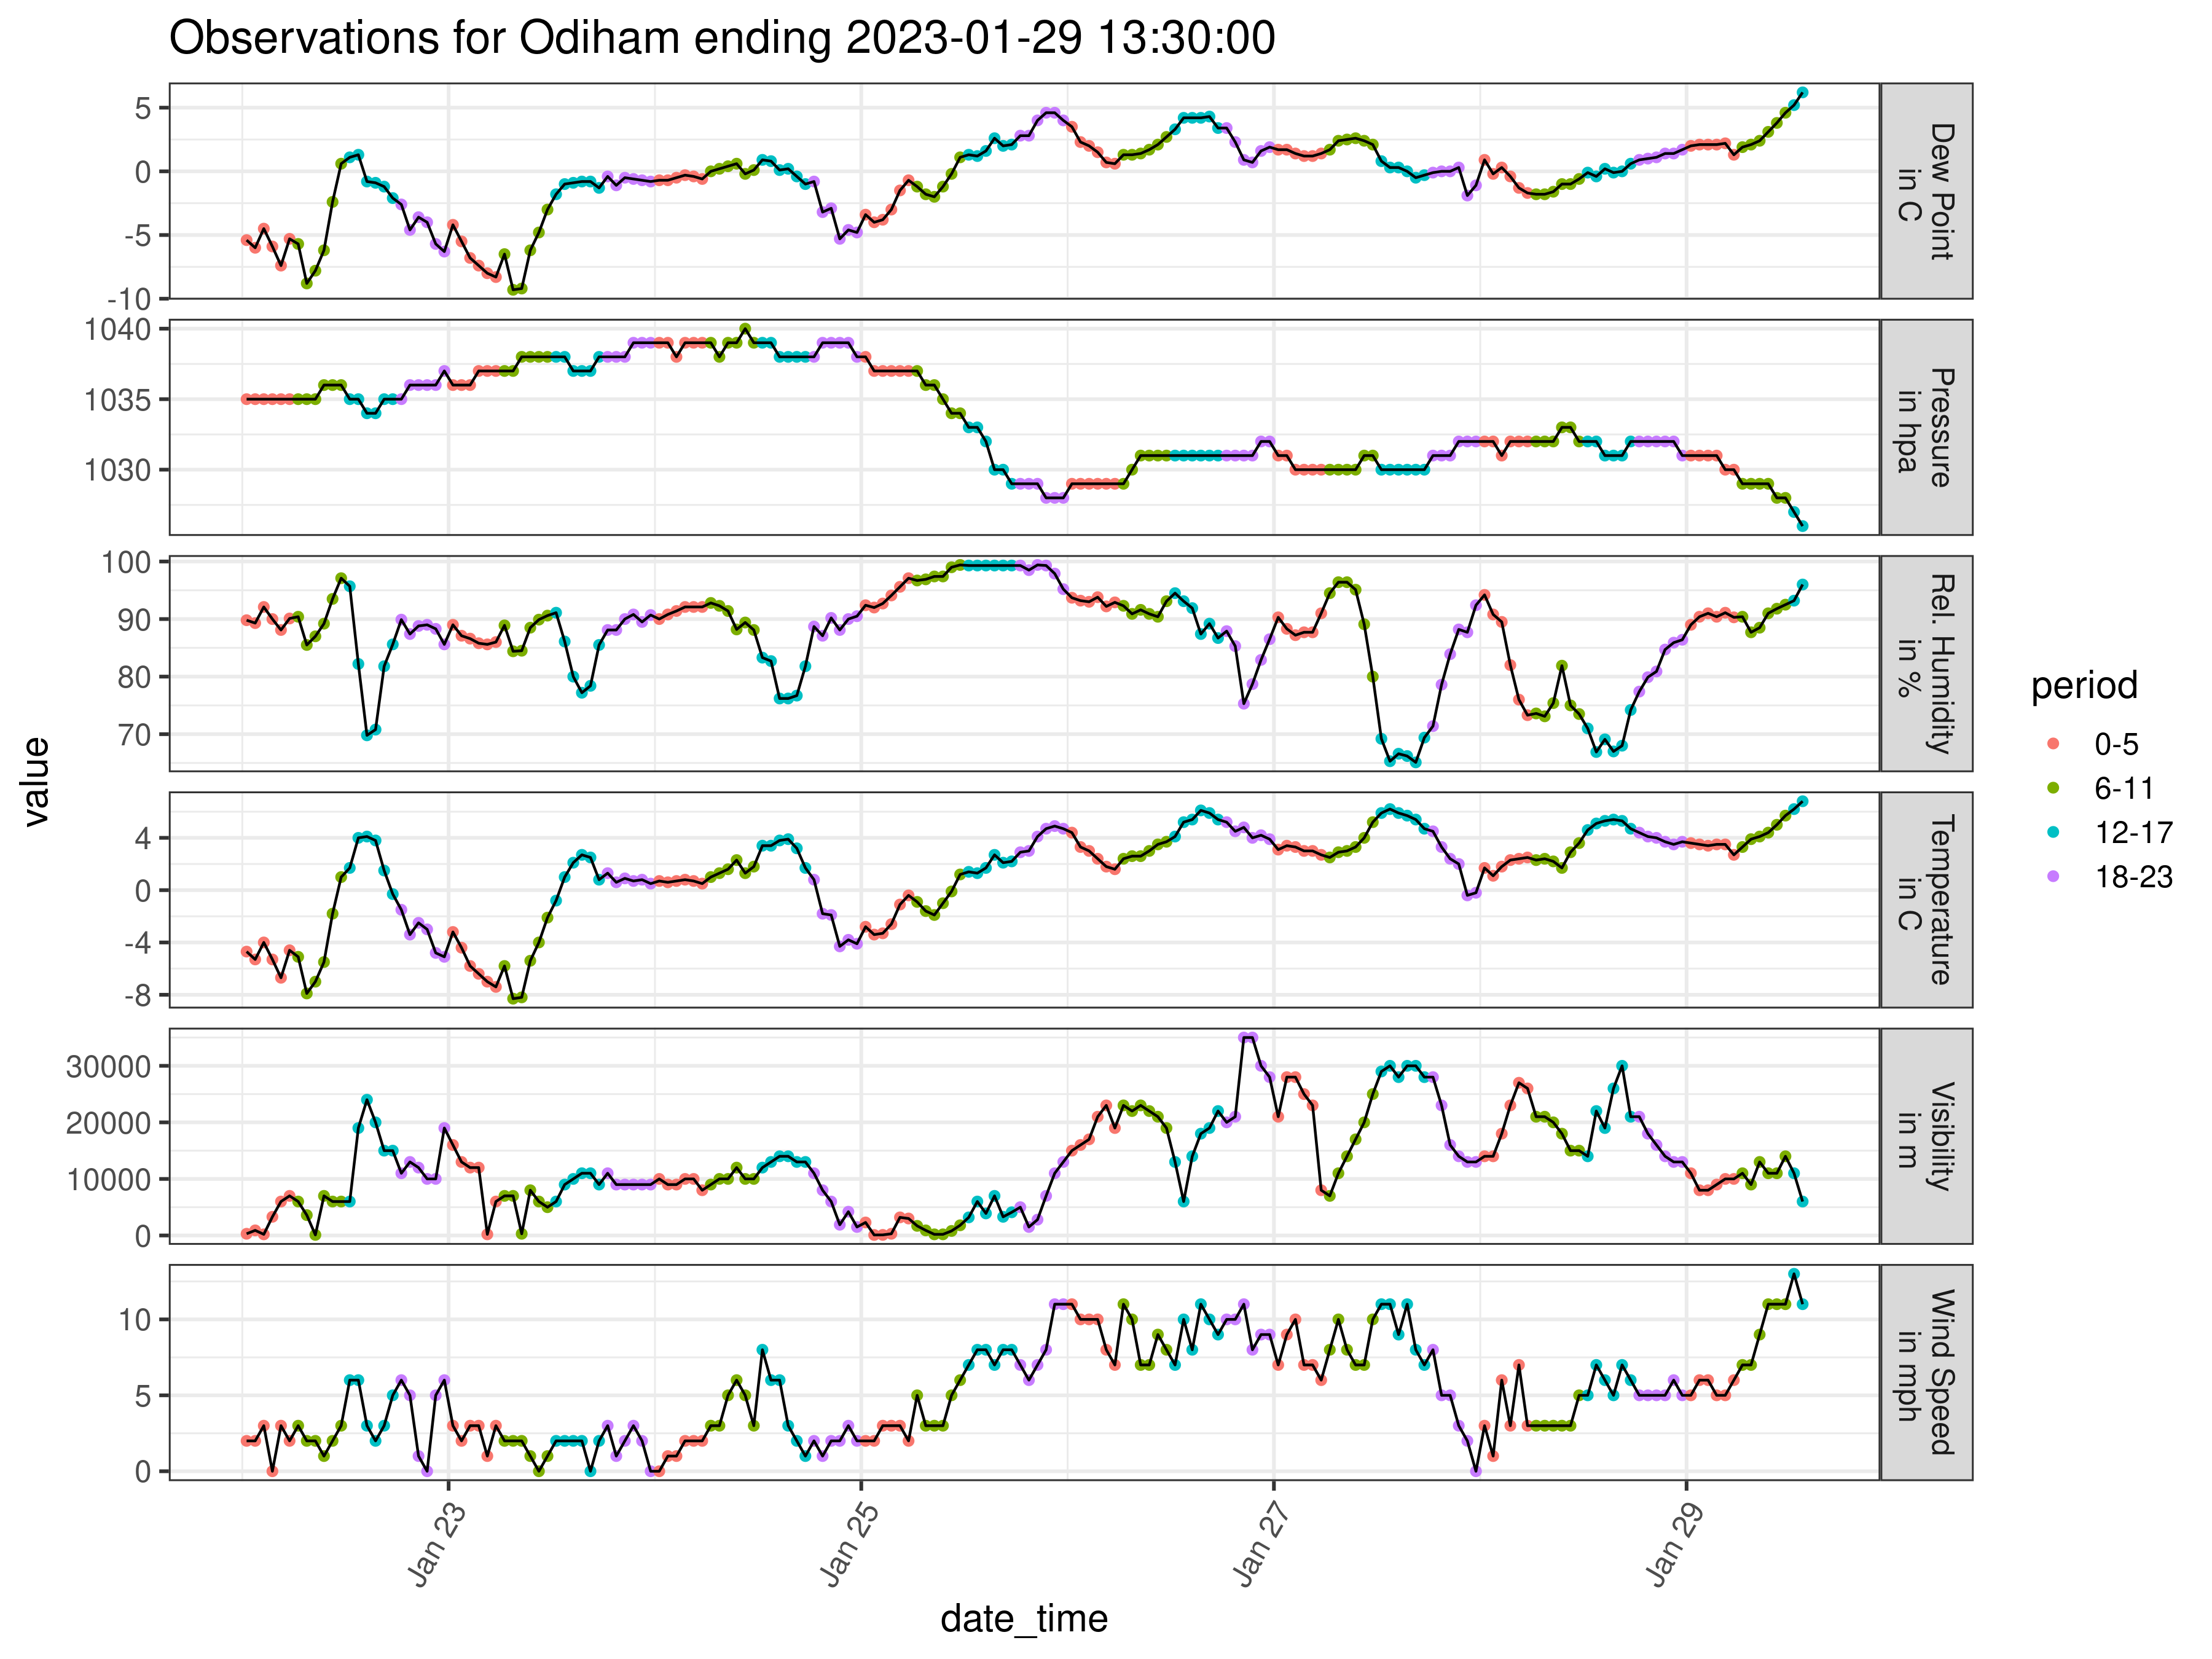 Observations for Odiham ending 2023-01-29 13:30:00
5
0
-5
-10
Dew Point
in C
1040
1035
1030
Pressure
in hpa
100
90
80
70
Rel. Humidity
in %
4
0
-4
-8
Temperature
in C
30000
20000
10000
0
Visibility
in m
10
5
0
Wind Speed
in mph
Jan 23
Jan 25
Jan 27
Jan 29
date_time
value
period
0-5
6-11
12-17
18-23